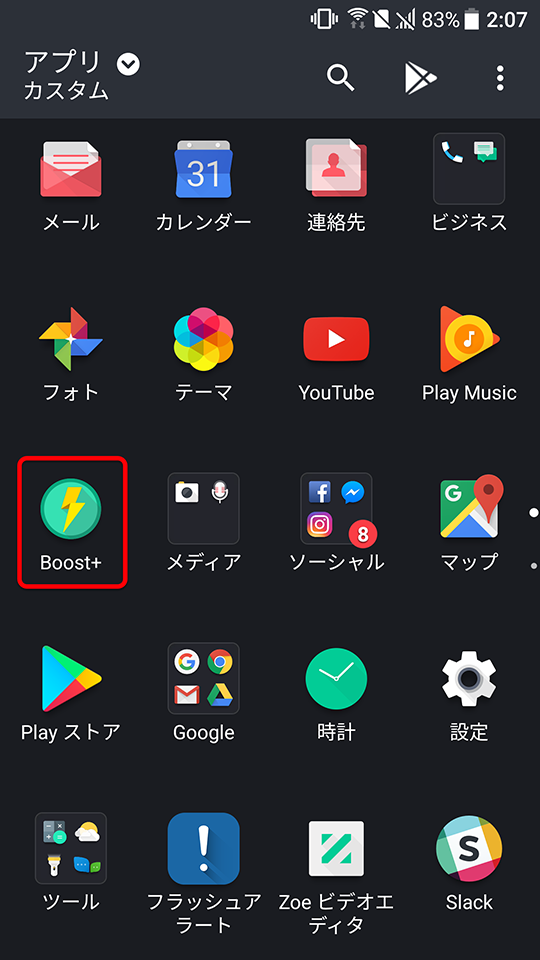 83% 2:07
アプリ
カスタム
31
メール カレンダー 連絡先 ビジネス
フォト テーマ YouTube Play Music
8
Boost+ メディア ソーシャル マップ
Play ストア Google 時計 設定
ツール フラッシュア Zoe ビデオエ Slack
ラート ディタ